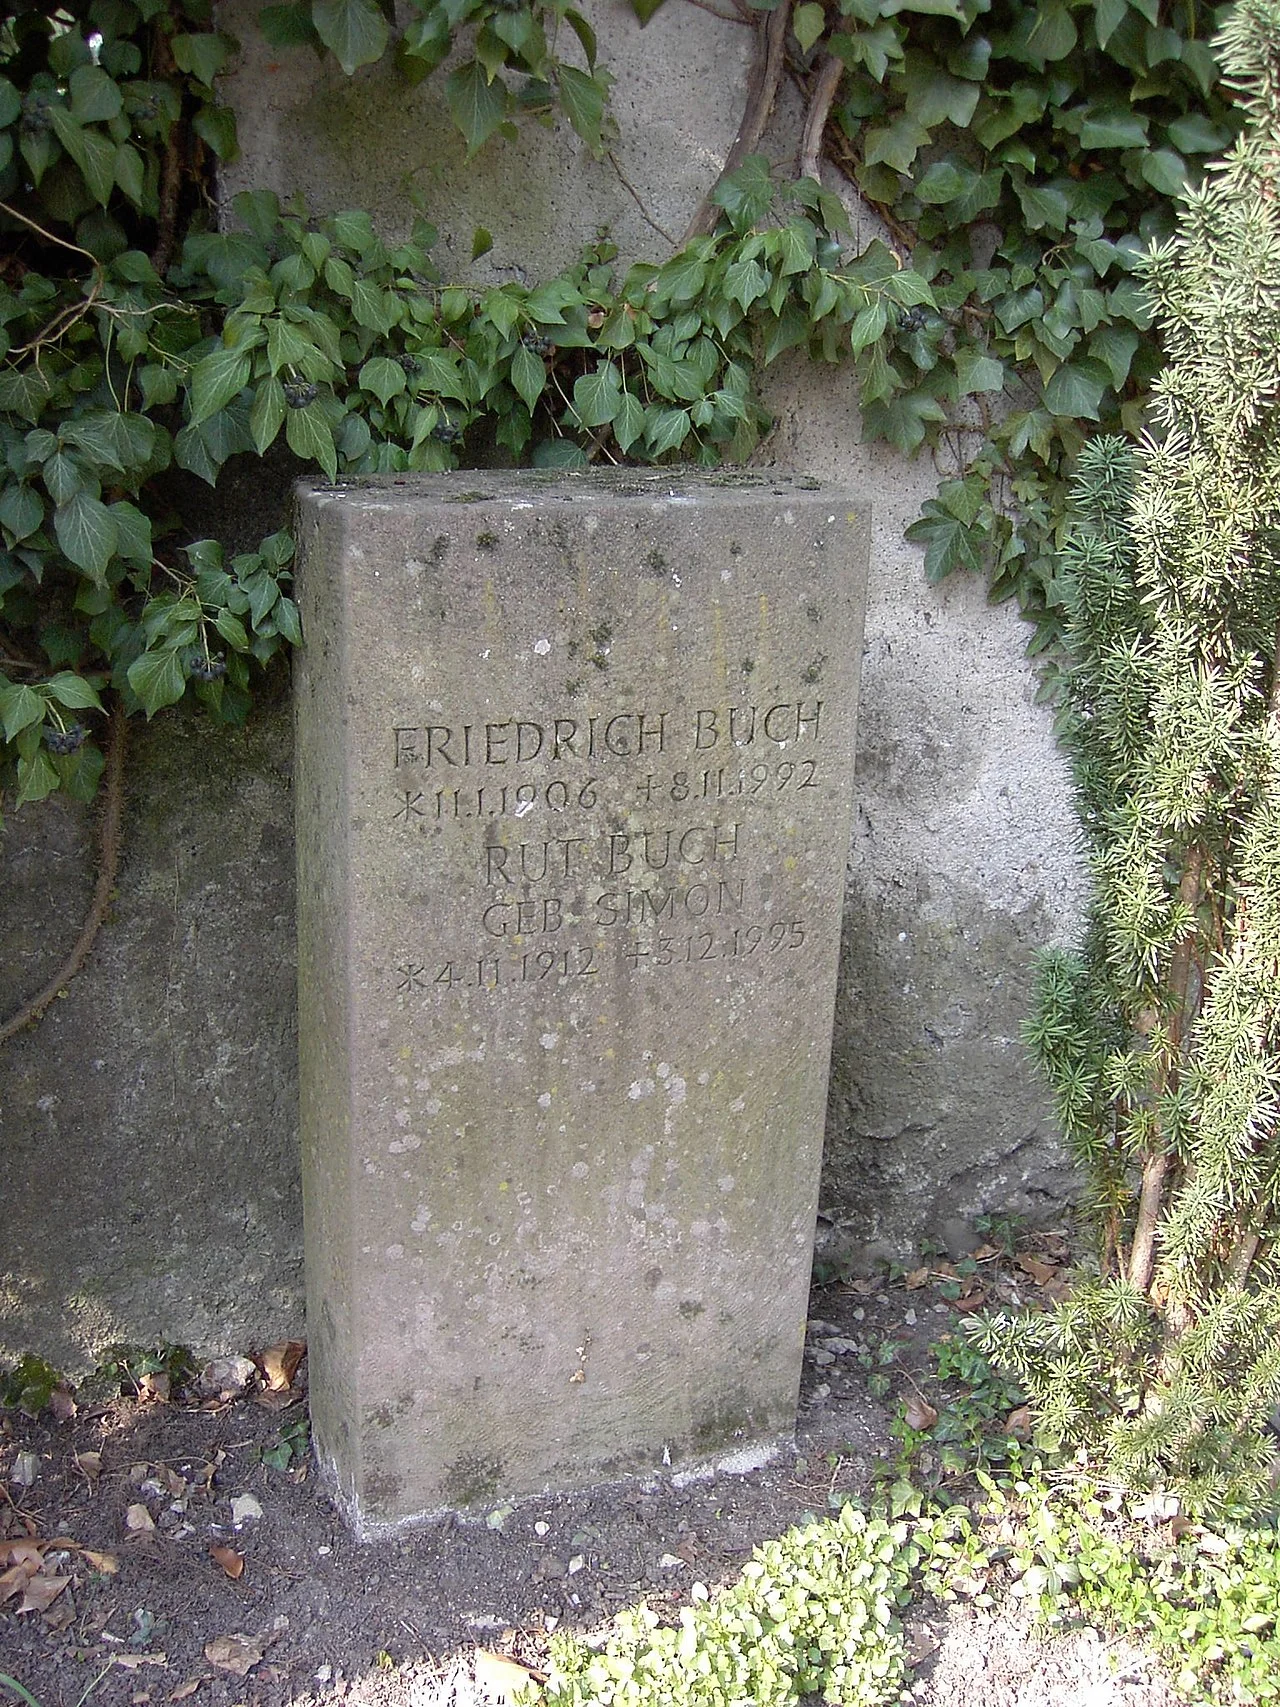 FRIEDRICH BUCH
*11.1.1906 +8.11.1992
RUT BUCH
GEB. SIMON
*4.11.1912 +3.12.1995